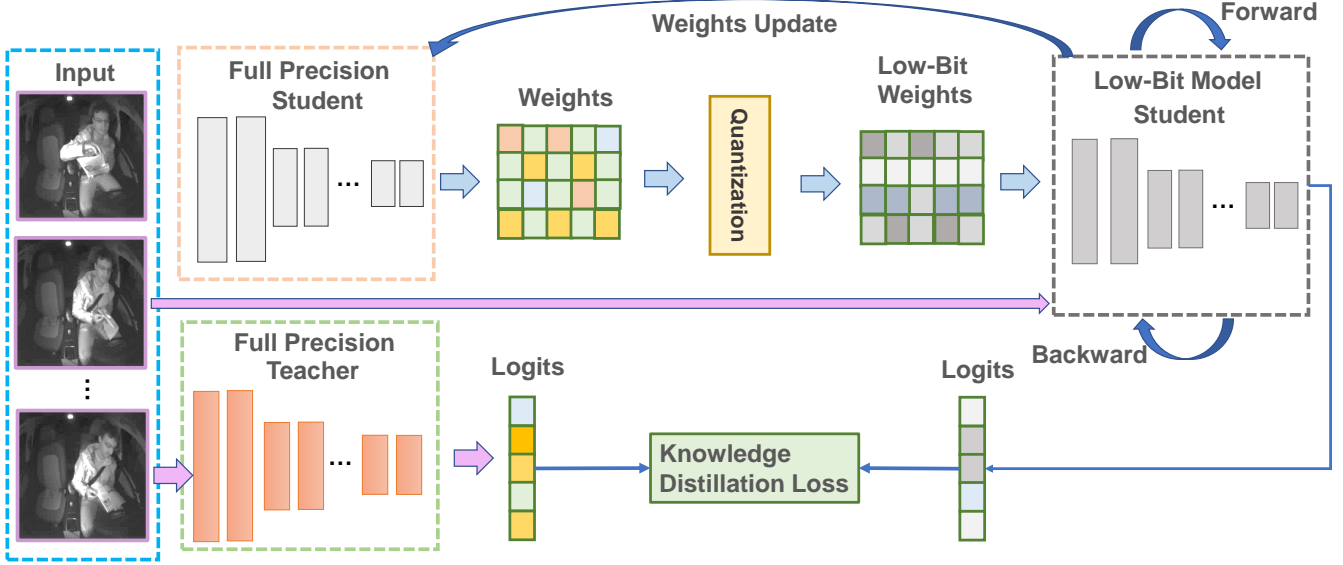 Weights Update
Forward
Input
Full Precision
Student
Weights
Quantization
Low-Bit
Weights
Low-Bit Model
Student
...
...
Backward
Full Precision
Teacher
Logits
Logits
...
...
Knowledge
Distillation Loss